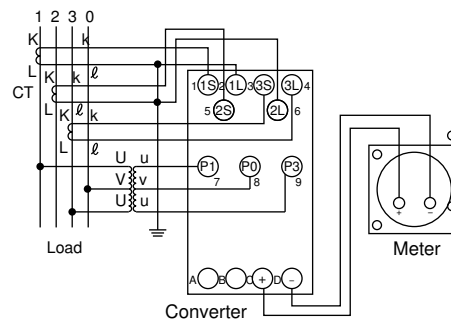 1 2 3 0
K k
L ℓ
CT
K k
L ℓ
K k
L ℓ
1 1S 2 1L 3 3S 3L 4
5 2S 2L 6
U u P1 P0 P3
V v 7 8 9
U u
Load
A B C + D -
Converter
+ -
Meter